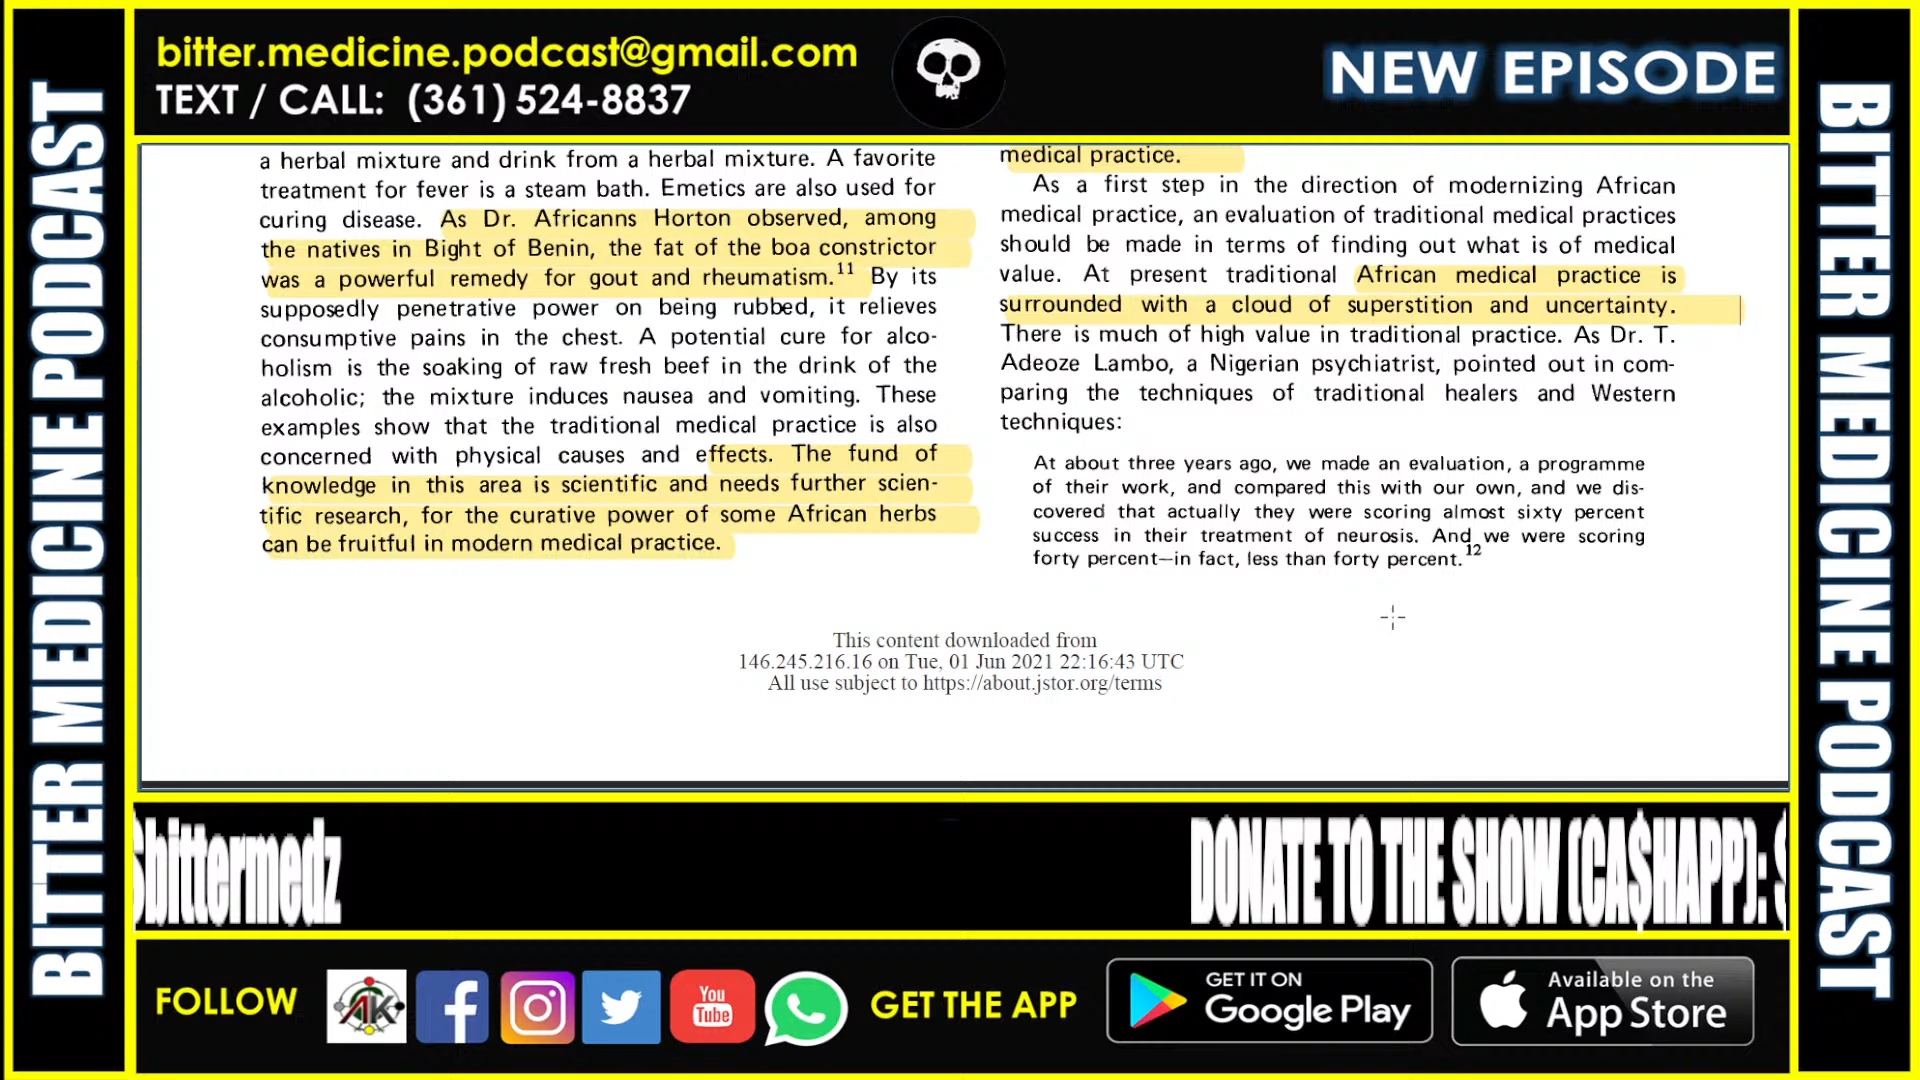 bitter.medicine.podcast@gmail.com
TEXT / CALL: (361) 524-8837
NEW EPISODE
BITTER MEDICINE PODCAST
a herbal mixture and drink from a herbal mixture. A favorite
treatment for fever is a steam bath. Emetics are also used for
curing disease. As Dr. Africanns Horton observed, among
the natives in Bight of Benin, the fat of the boa constrictor
was a powerful remedy for gout and rheumatism.11 By its
supposedly penetrative power on being rubbed, it relieves
consumptive pains in the chest. A potential cure for alco-
holism is the soaking of raw fresh beef in the drink of the
alcoholic; the mixture induces nausea and vomiting. These
examples show that the traditional medical practice is also
concerned with physical causes and effects. The fund of
knowledge in this area is scientific and needs further scien-
tific research, for the curative power of some African herbs
can be fruitful in modern medical practice.
medical practice.
As a first step in the direction of modernizing African
medical practice, an evaluation of traditional medical practices
should be made in terms of finding out what is of medical
value. At present traditional African medical practice is
surrounded with a cloud of superstition and uncertainty.
There is much of high value in traditional practice. As Dr. T.
Adeoze Lambo, a Nigerian psychiatrist, pointed out in com-
paring the techniques of traditional healers and Western
techniques:
At about three years ago, we made an evaluation, a programme
of their work, and compared this with our own, and we dis-
covered that actually they were scoring almost sixty percent
success in their treatment of neurosis. And we were scoring
forty percent—in fact, less than forty percent.12
This content downloaded from
146.245.216.16 on Tue, 01 Jun 2021 22:16:43 UTC
All use subject to https://about.jstor.org/terms
BITTER MEDICINE PODCAST
$bittermedz
DONATE TO THE SHOW (CA$HAPP): $
FOLLOW
AK
You
Tube
GET THE APP
GET IT ON
Google Play
Available on the
App Store